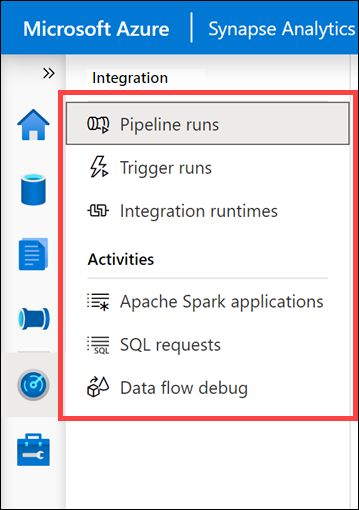 Microsoft Azure | Synapse Analytics
»
Integration
Pipeline runs
Trigger runs
Integration runtimes
Activities
Apache Spark applications
SQL requests
Data flow debug